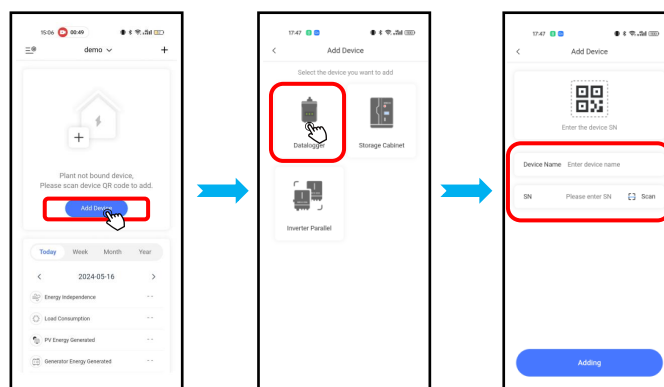 15:06 00:49
demo
Plant not bound device,
Please scan device QR code to add.
Add Device
Today Week Month Year
2024-05-16
Energy Independence --
Load Consumption --
PV Energy Generated --
Generator Energy Generated --
17:47
Add Device
Select the device you want to add
Datalogger Storage Cabinet
Inverter Parallel
17:47
Add Device
Enter the device SN
Device Name Enter device name
SN Please enter SN Scan
Adding